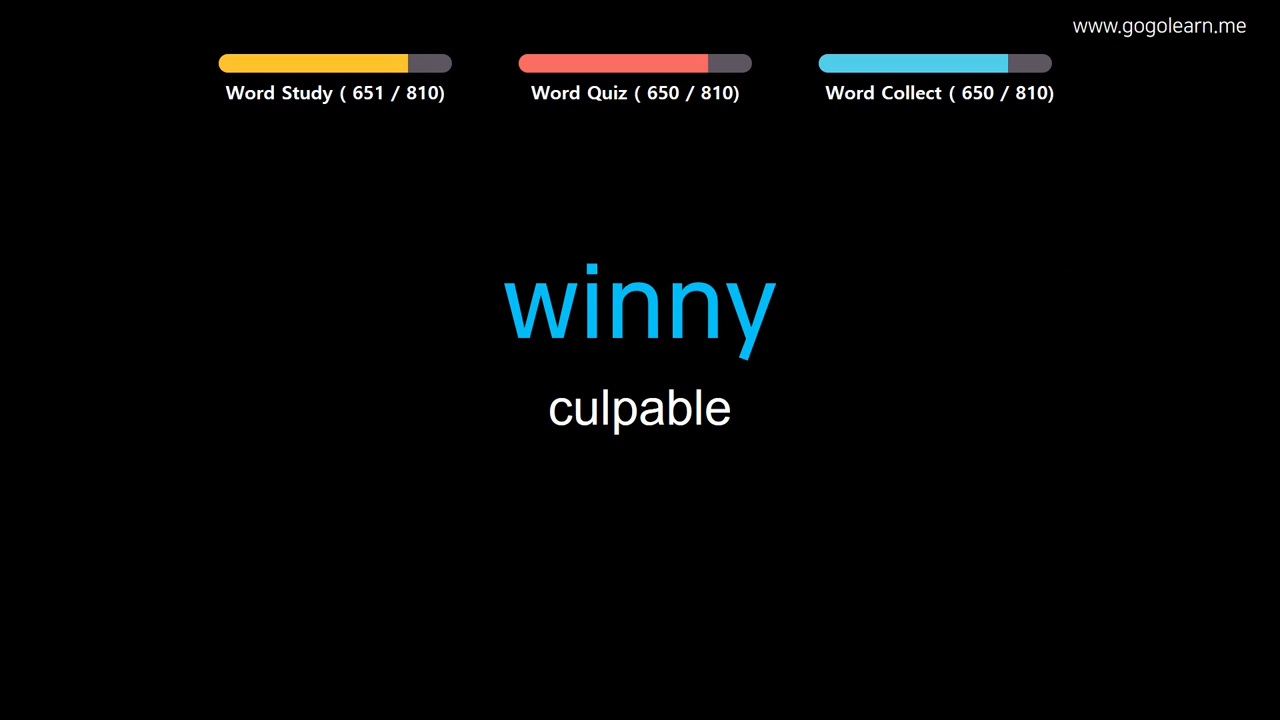 www.gogolearn.me
Word Study ( 651 / 810)
Word Quiz ( 650 / 810)
Word Collect ( 650 / 810)
winny
culpable